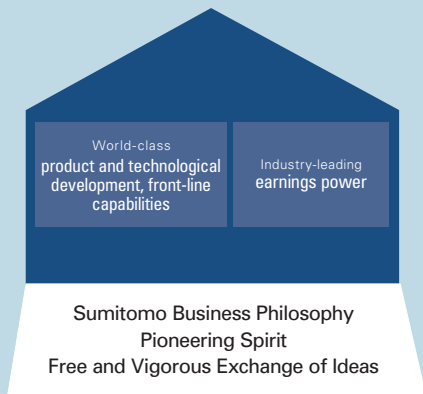 World-class
product and technological
development, front-line
capabilities
Industry-leading
earnings power
Sumitomo Business Philosophy
Pioneering Spirit
Free and Vigorous Exchange of Ideas